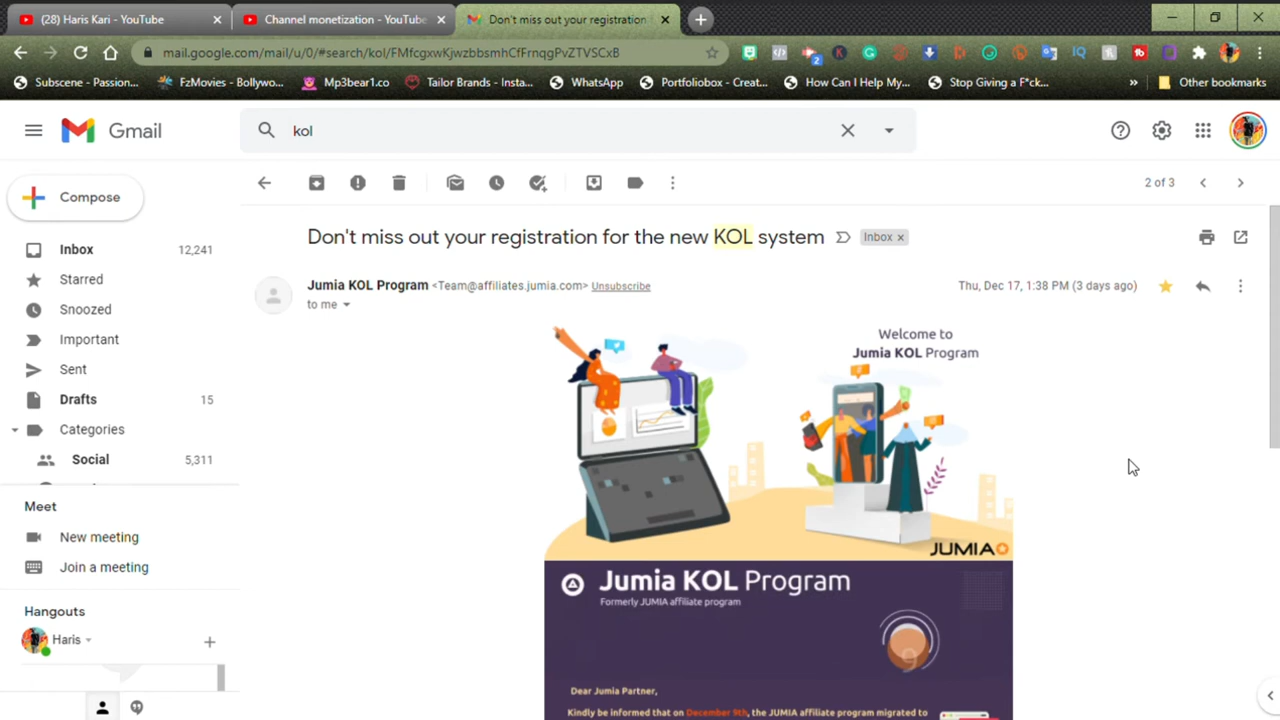 (28) Haris Kari - YouTube
Channel monetization - YouTube
Don't miss out your registration
mail.google.com/mail/u/0/#search/kol/FMfcgxwKjwzbbsmhCfFrnqgPvZTVSCxB
2
Subscene - Passion...
FzMovies - Bollywo...
Mp3bear1.co
Tailor Brands - Insta...
WhatsApp
Portfoliobox - Creat...
How Can I Help My...
Stop Giving a F*ck...
»
Other bookmarks
Gmail
kol
Compose
2 of 3
Inbox 12,241
Starred
Snoozed
Important
Sent
Drafts 15
Categories
Social 5,311
Meet
New meeting
Join a meeting
Hangouts
Haris
Don't miss out your registration for the new KOL system
Inbox x
Jumia KOL Program <Team@affiliates.jumia.com> Unsubscribe
Thu, Dec 17, 1:38 PM (3 days ago)
to me
Welcome to
Jumia KOL Program
JUMIA
Jumia KOL Program
Formerly JUMIA affiliate program
Dear Jumia Partner,
Kindly be informed that on December 9th, the JUMIA affiliate program migrated to